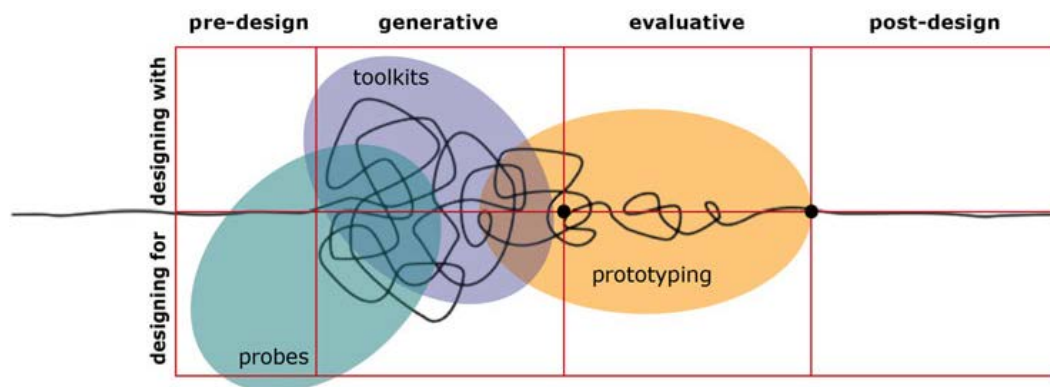 pre-design generative evaluative post-design
designing with
toolkits
designing for
prototyping
probes